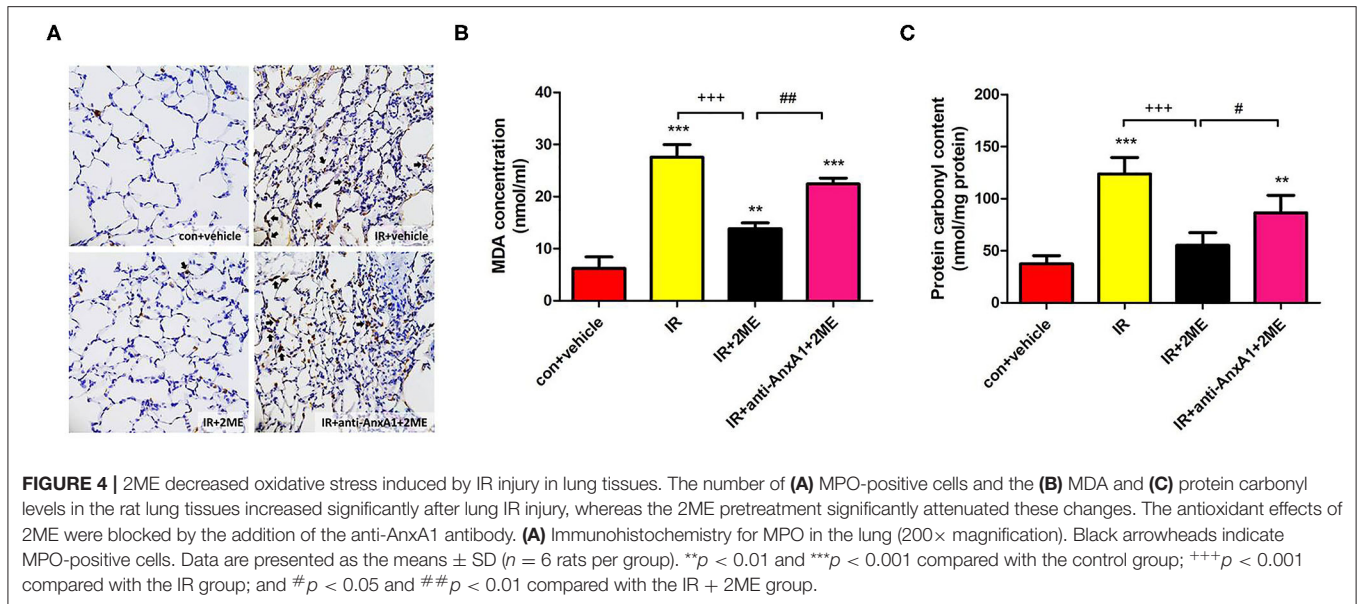 A
con+vehicle
IR+vehicle
IR+2ME
IR+anti-AnxA1+2ME
B
MDA concentration
(nmol/ml)
40
30
20
10
0
+++
##
***
**
***
con+vehicle
IR
IR+2ME
IR+anti-AnxA1+2ME
C
Protein carbonyl content
(nmol/mg protein)
200
150
100
50
0
+++
#
***
**
con+vehicle
IR
IR+2ME
IR+anti-AnxA1+2ME
FIGURE 4 | 2ME decreased oxidative stress induced by IR injury in lung tissues. The number of (A) MPO-positive cells and the (B) MDA and (C) protein carbonyl
levels in the rat lung tissues increased significantly after lung IR injury, whereas the 2ME pretreatment significantly attenuated these changes. The antioxidant effects of
2ME were blocked by the addition of the anti-AnxA1 antibody. (A) Immunohistochemistry for MPO in the lung (200× magnification). Black arrowheads indicate
MPO-positive cells. Data are presented as the means ± SD (n = 6 rats per group). **p < 0.01 and ***p < 0.001 compared with the control group; +++p < 0.001
compared with the IR group; and #p < 0.05 and ##p < 0.01 compared with the IR + 2ME group.